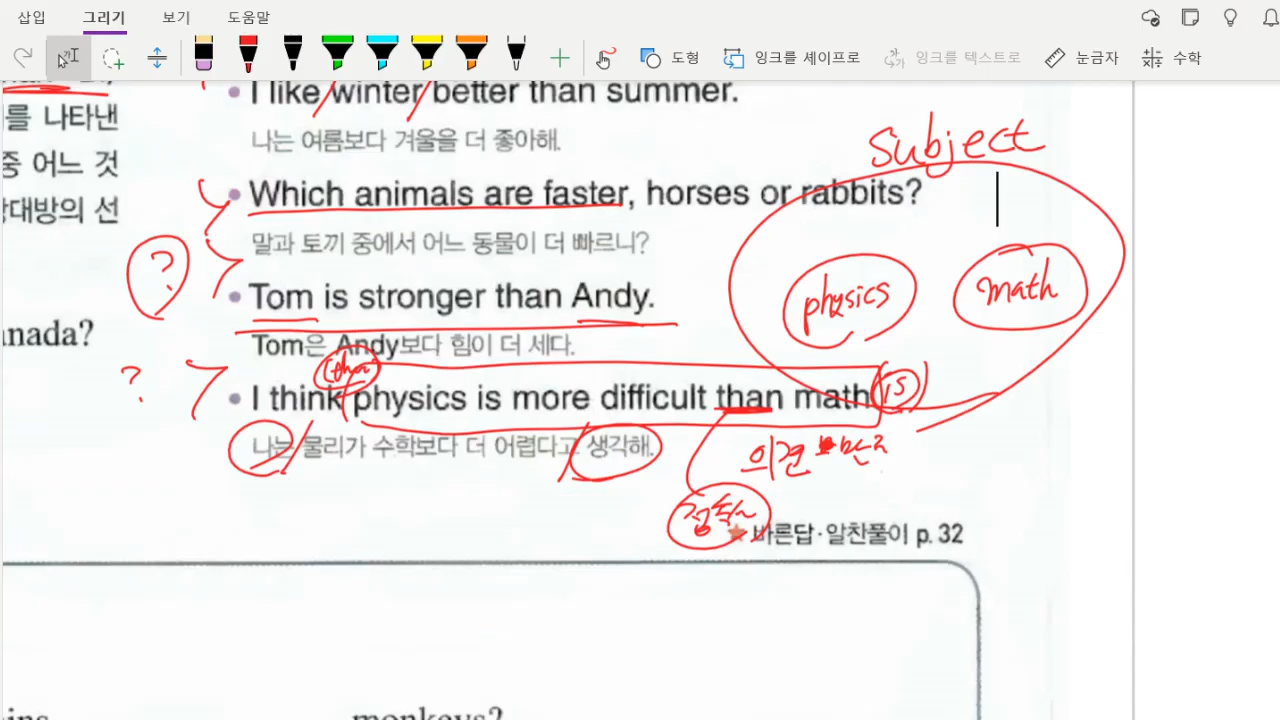 삽입 그리기 보기 도움말
도형 잉크를 셰이프로 잉크를 텍스트로 눈금자 수학
• I like winter better than summer.
를 나타낸
나는 여름보다 겨울을 더 좋아해.
Subject
중 어느 것
• Which animals are faster, horses or rabbits?
상대방의 선
말과 토끼 중에서 어느 동물이 더 빠르니?
?
• Tom is stronger than Andy.
physics math
anada?
Tom은 Andy보다 힘이 더 세다.
(that)
?
• I think physics is more difficult than math (is)
나는 물리가 수학보다 더 어렵다고 생각해.
의견
접속사
★ 바른답·알찬풀이 p. 32
monkeys?